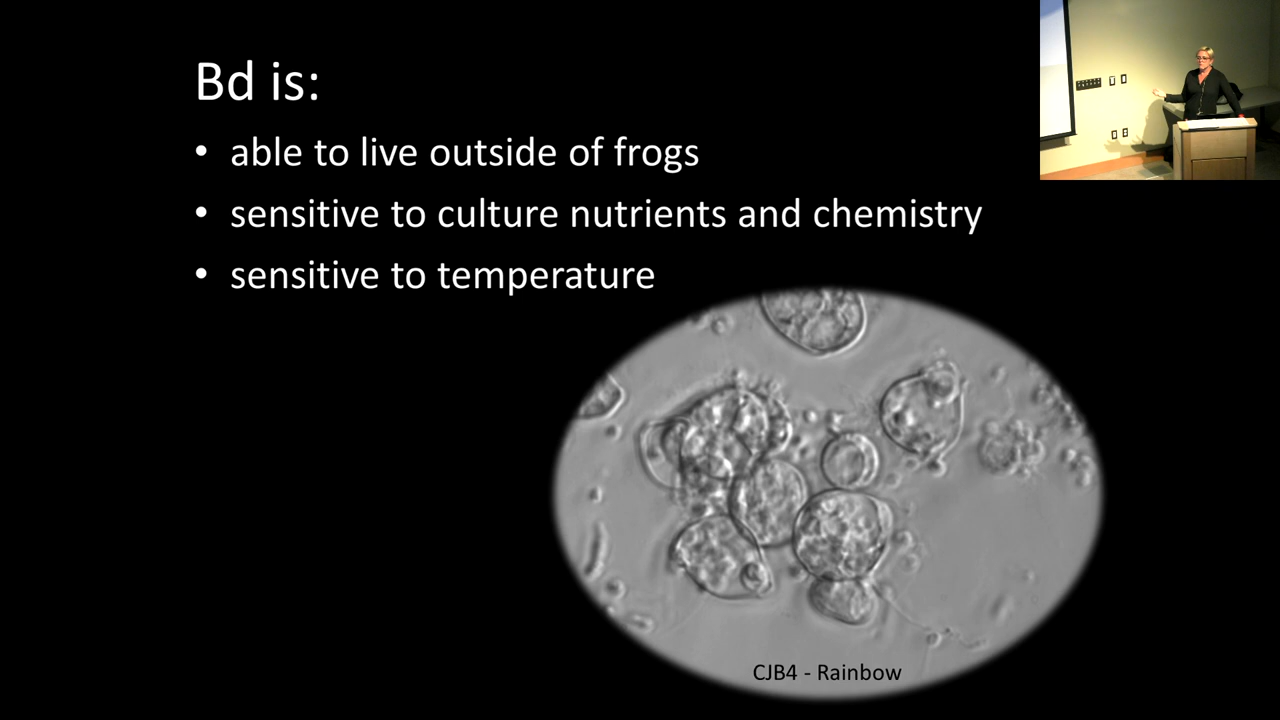 Bd is:
• able to live outside of frogs
• sensitive to culture nutrients and chemistry
• sensitive to temperature
CJB4 - Rainbow